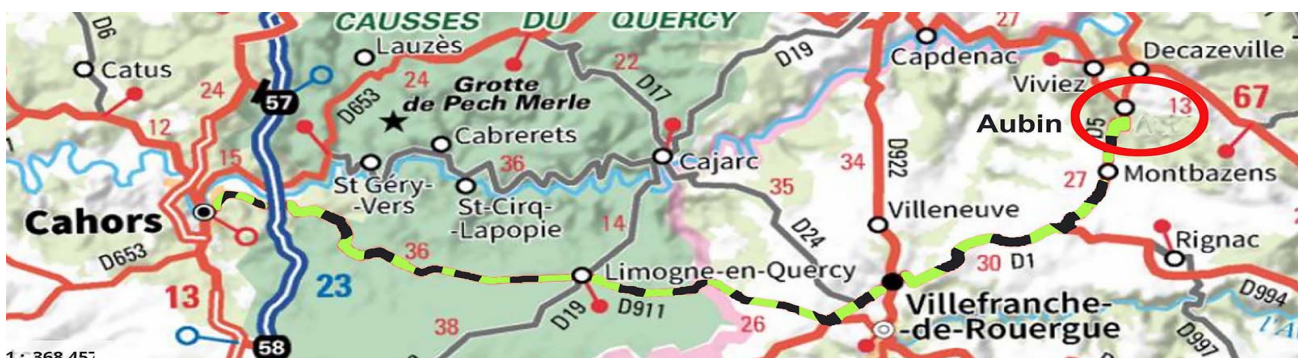 CAUSSES DU QUERCY
27
D6
Lauzès
D19
Capdenac
Decazeville
Catus
24
22
Viviez
57
24
Grotte
de Pech Merle
D17
13
67
D653
Aubin
D5
12
Cabrerets
15
36
Cajarc
34
D922
27
Montbazens
St Géry-
-Vers
St-Cirq-
-Lapopie
35
Villeneuve
Cahors
14
D24
Rignac
D653
36
30
D1
Limogne-en-Quercy
13
23
D19
D911
Villefranche-
-de-Rouergue
D994
38
26
58
D997